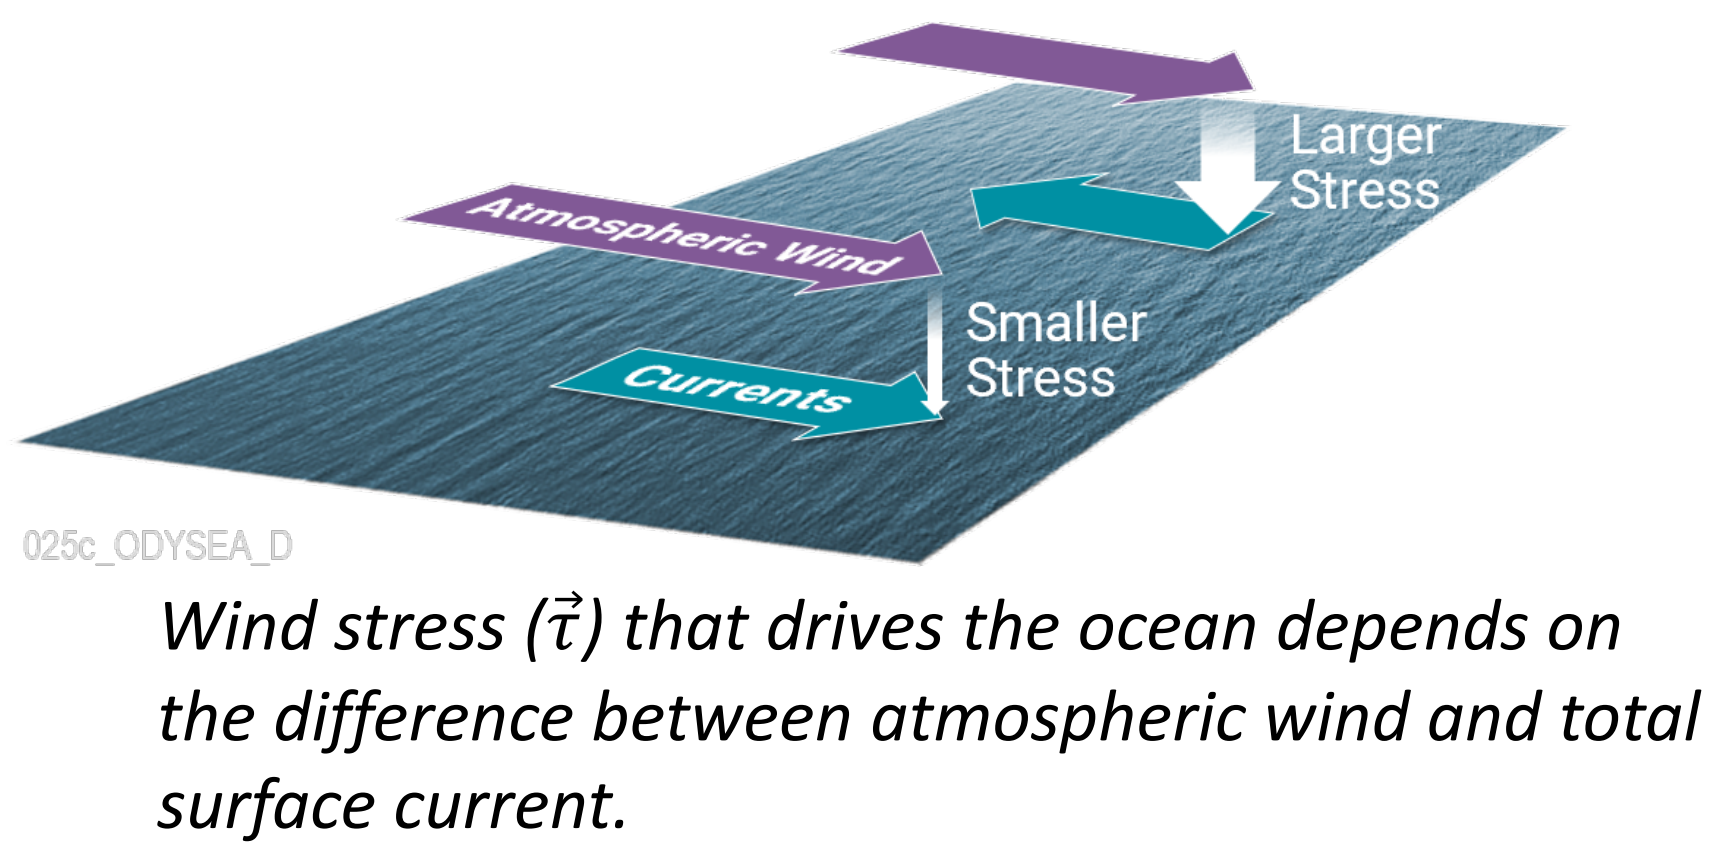 Larger
Stress
Atmospheric Wind
Smaller
Stress
Currents
025c_ODYSEA_D
Wind stress (τ⃗) that drives the ocean depends on
the difference between atmospheric wind and total
surface current.